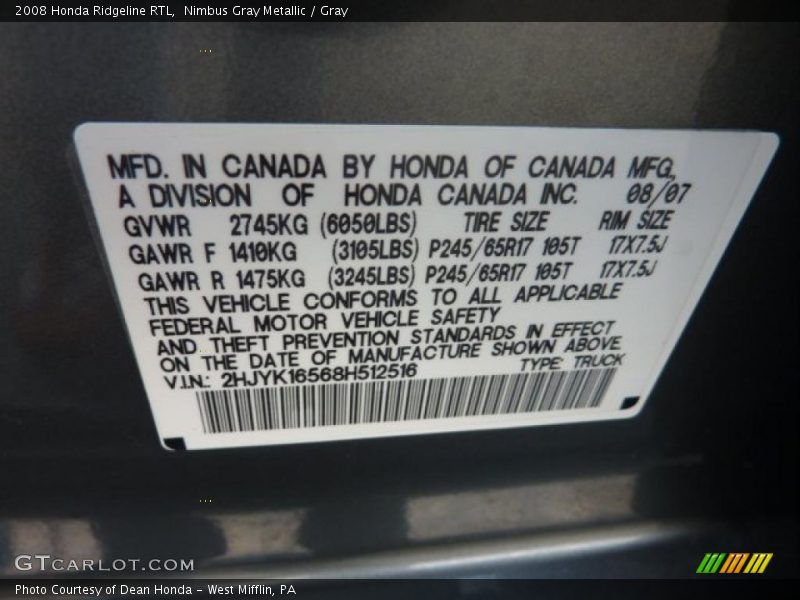 2008 Honda Ridgeline RTL, Nimbus Gray Metallic / Gray
MFD. IN CANADA BY HONDA OF CANADA MFG.,
A DIVISION OF HONDA CANADA INC. 08/07
GVWR 2745KG (6050LBS) TIRE SIZE RIM SIZE
GAWR F 1410KG (3105LBS) P245/65R17 105T 17X7.5J
GAWR R 1475KG (3245LBS) P245/65R17 105T 17X7.5J
THIS VEHICLE CONFORMS TO ALL APPLICABLE
FEDERAL MOTOR VEHICLE SAFETY
AND THEFT PREVENTION STANDARDS IN EFFECT
ON THE DATE OF MANUFACTURE SHOWN ABOVE
V.I.N.: 2HJYK16568H512516 TYPE: TRUCK
GTCARLOT.COM
Photo Courtesy of Dean Honda - West Mifflin, PA